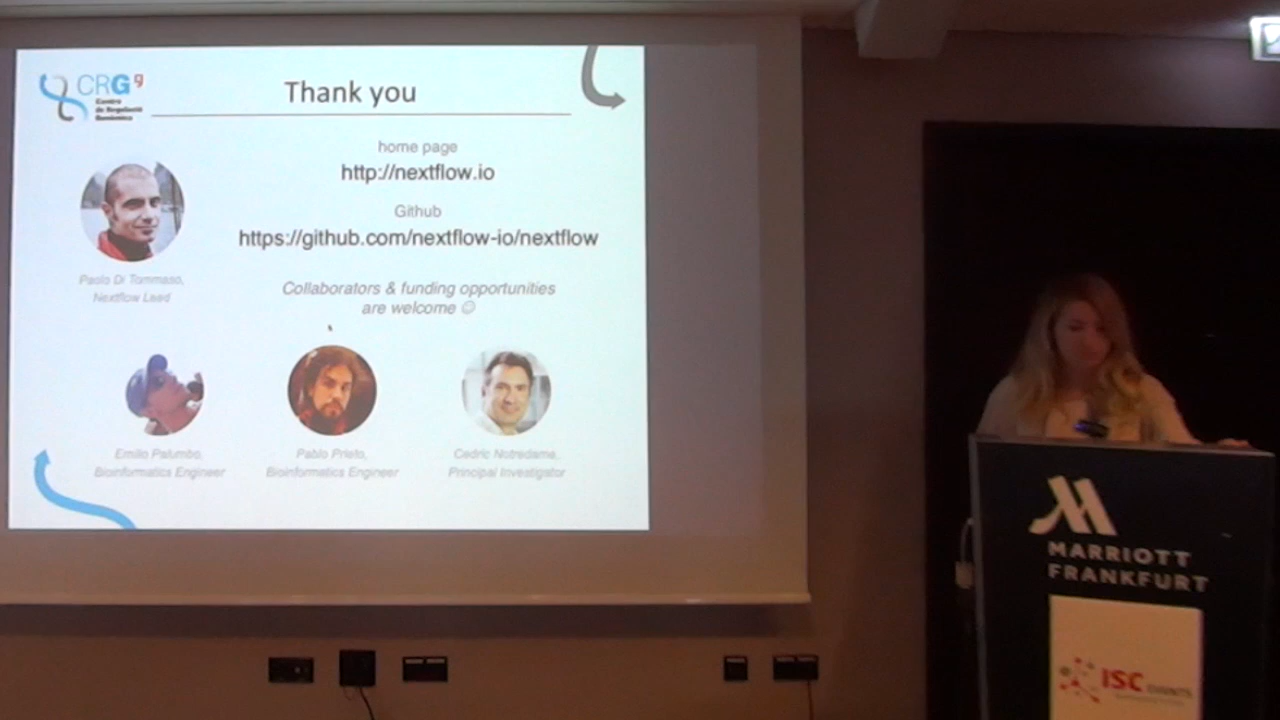 CRG
Centre
de Regulació
Genòmica
Thank you
home page
http://nextflow.io
Github
https://github.com/nextflow-io/nextflow
Paolo Di Tommaso,
Nextflow Lead
Collaborators & funding opportunities
are welcome ☺
Emilio Palumbo,
Bioinformatics Engineer
Pablo Prieto,
Bioinformatics Engineer
Cedric Notredame,
Principal Investigator
MARRIOTT
FRANKFURT
ISC EVENTS